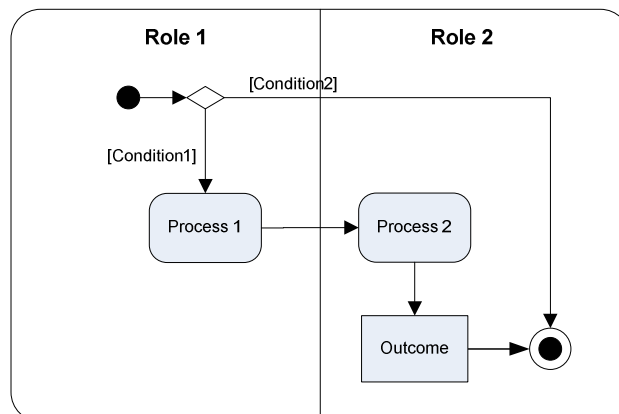 Role 1
Role 2
[Condition2]
[Condition1]
Process 1
Process 2
Outcome